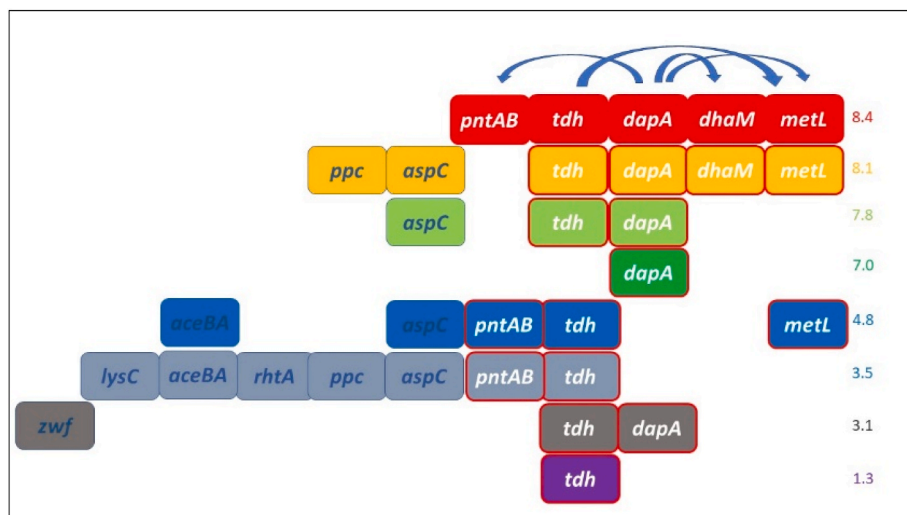 pntAB tdh dapA dhaM metL 8.4
ppc aspC tdh dapA dhaM metL 8.1
aspC tdh dapA 7.8
dapA 7.0
aceBA aspC pntAB tdh metL 4.8
lysC aceBA rhtA ppc aspC pntAB tdh 3.5
zwf tdh dapA 3.1
tdh 1.3